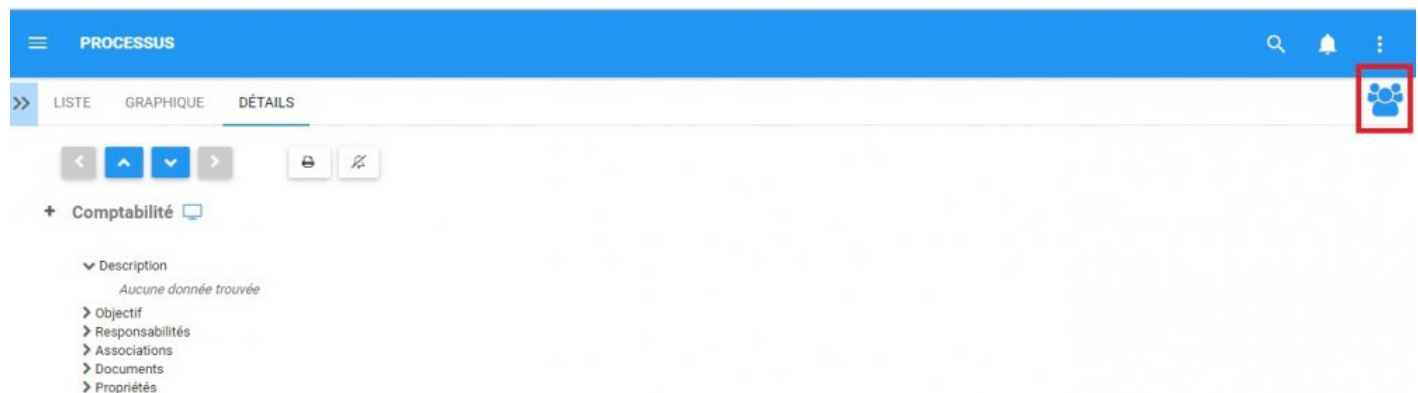 PROCESSUS
LISTE GRAPHIQUE DÉTAILS
Comptabilité
Description
Aucune donnée trouvée
Objectif
Responsabilités
Associations
Documents
Propriétés